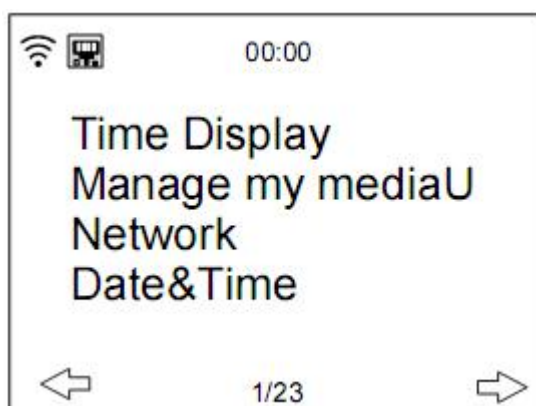 00:00
Time Display
Manage my mediaU
Network
Date&Time
1/23